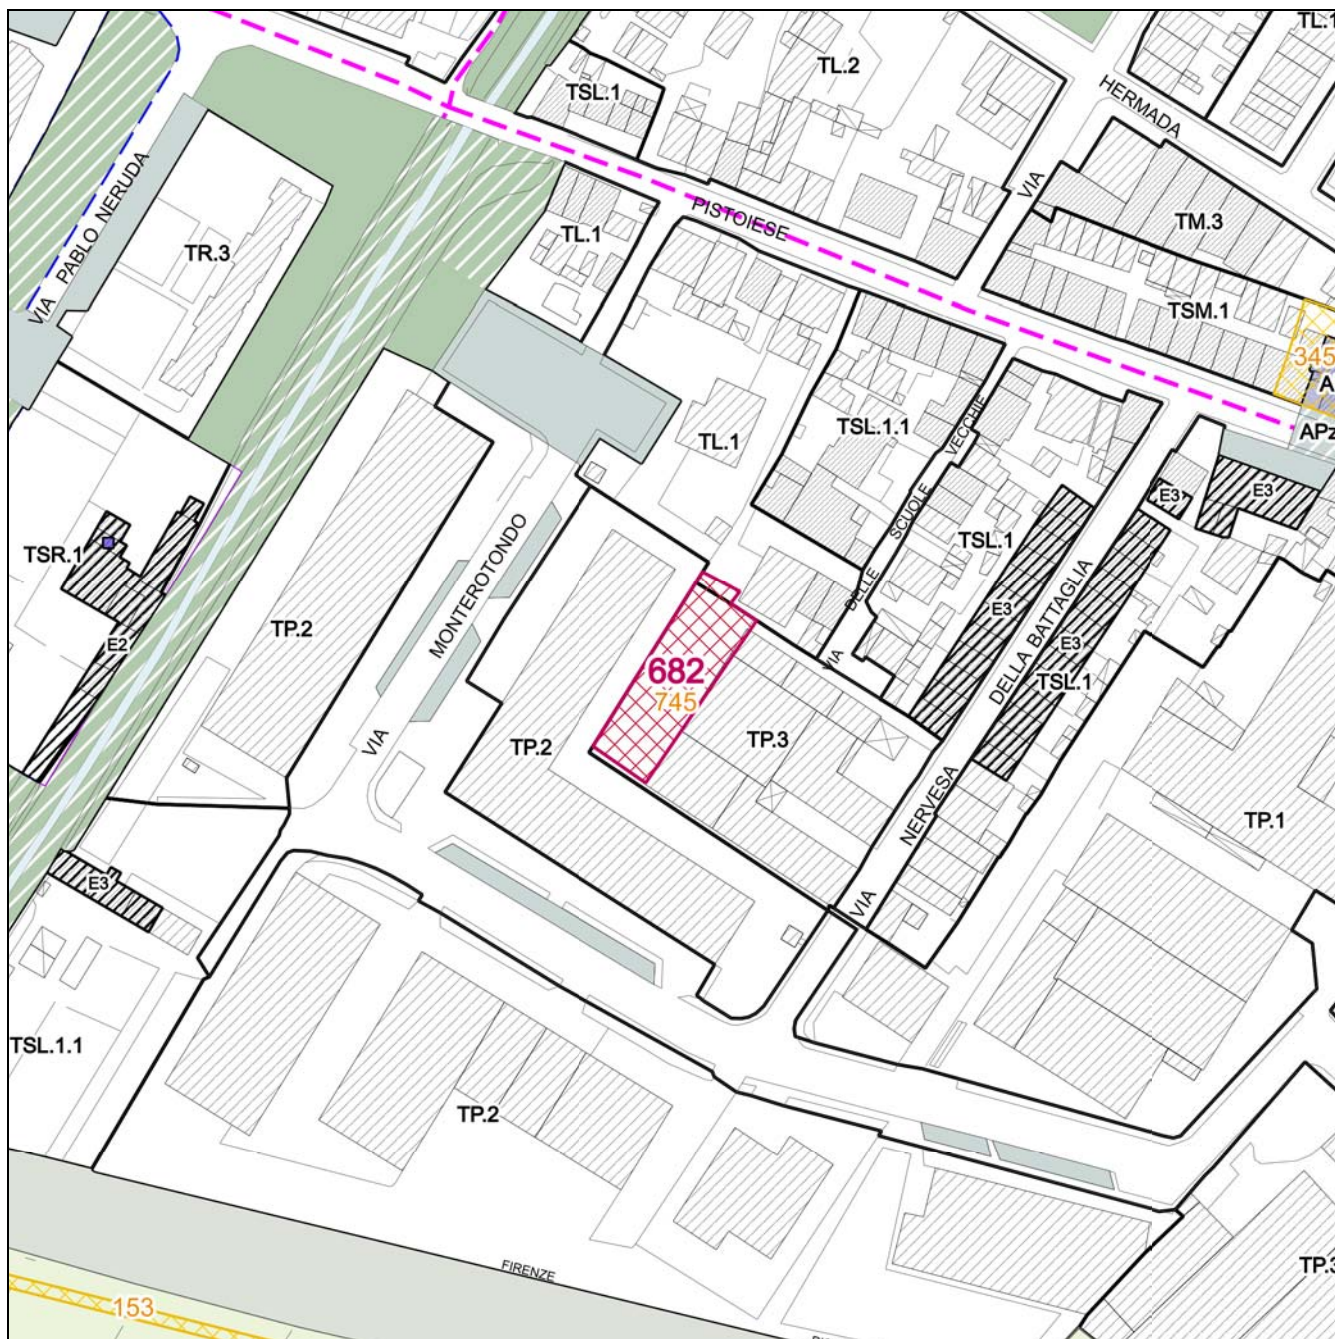 TL.1
TL.2
TSL.1
HERMADA
VIA PABLO NERUDA
VIA
PISTOIESE
TM.3
TR.3
TL.1
TSM.1
345
A
VECCHIE
TL.1
TSL.1.1
APz
E3
E3
SCUOLE
TSR.1
TSL.1
MONTEROTONDO
DELLE
DELLA BATTAGLIA
E3
TP.2
E2
E3
VIA
682
TSL.1
745
VIA
TP.2
TP.3
NERVESA
TP.1
E3
VIA
TSL.1.1
TP.2
FIRENZE
TP.3
153